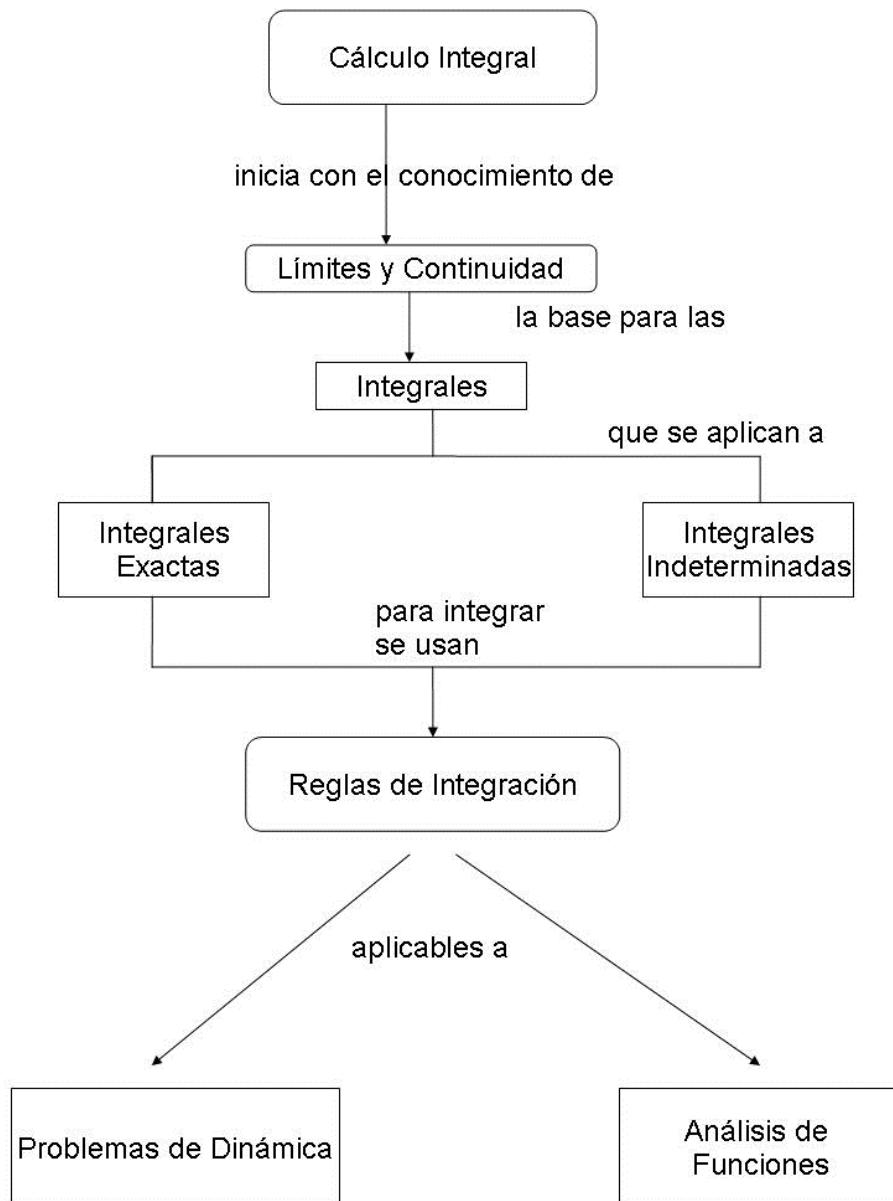 Cálculo Integral
inicia con el conocimiento de
Límites y Continuidad
la base para las
Integrales
que se aplican a
Integrales
Exactas
Integrales
Indeterminadas
para integrar
se usan
Reglas de Integración
aplicables a
Problemas de Dinámica
Análisis de
Funciones